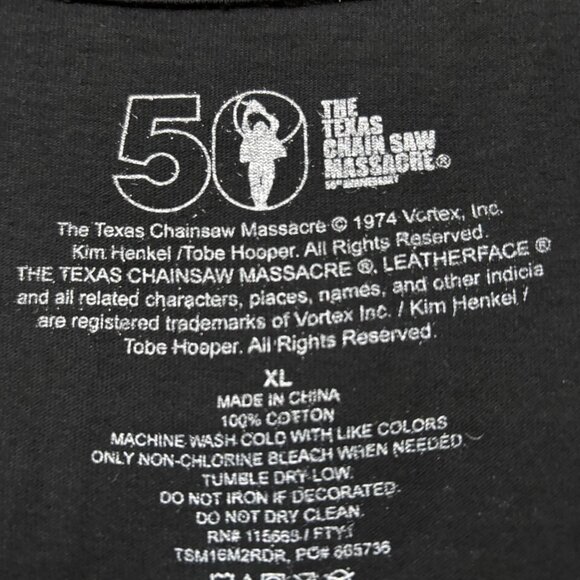 50
THE
TEXAS
CHAIN SAW
MASSACRE®
50TH ANNIVERSARY
The Texas Chainsaw Massacre © 1974 Vortex, Inc.
Kim Henkel /Tobe Hooper. All Rights Reserved.
THE TEXAS CHAINSAW MASSACRE ®, LEATHERFACE ®
and all related characters, places, names, and other indicia
are registered trademarks of Vortex Inc. / Kim Henkel /
Tobe Hooper. All Rights Reserved.
XL
MADE IN CHINA
100% COTTON
MACHINE WASH COLD WITH LIKE COLORS
ONLY NON-CHLORINE BLEACH WHEN NEEDED.
TUMBLE DRY LOW.
DO NOT IRON IF DECORATED.
DO NOT DRY CLEAN.
RN# / FTY1
TSM16M2RDR, PO# 665736